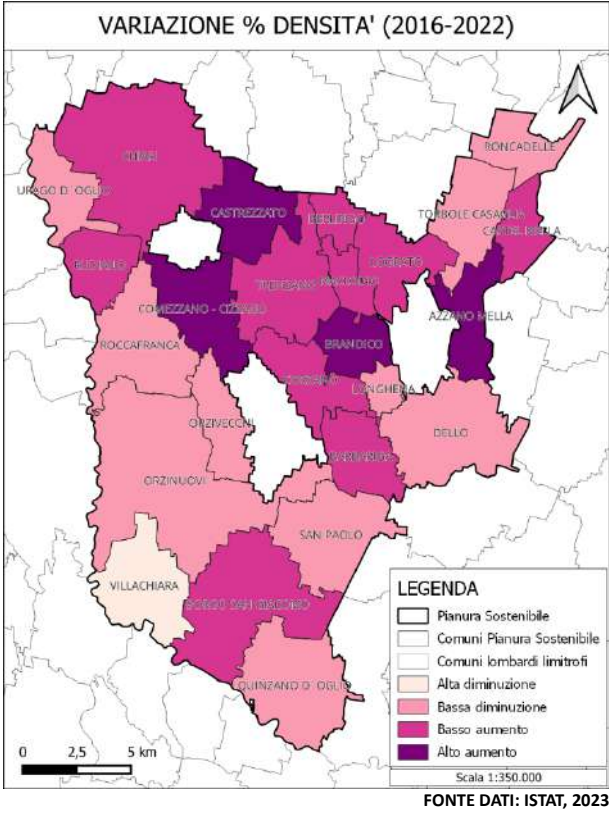 VARIAZIONE % DENSITA' (2016-2022)
RONCADELLE
CHIARI
URAGO D' OGLIO
CASTREZZATO
BERLINGO
TORBOLE CASAGLIA
CASTEL MELLA
RUDIANO
TRENZANO
MACLODIO
LOGRATO
COMEZZANO - CIZZAGO
AZZANO MELLA
ROCCAFRANCA
BRANDICO
CORZANO
LONGHENA
ORZIVECCHI
DELLO
BARBARIGA
ORZINUOVI
SAN PAOLO
VILLACHIARA
BORGO SAN GIACOMO
QUINZANO D' OGLIO
LEGENDA
Pianura Sostenibile
Comuni Pianura Sostenibile
Comuni lombardi limitrofi
Alta diminuzione
Bassa diminuzione
Basso aumento
Alto aumento
0 2,5 5 km
Scala 1:350.000
FONTE DATI: ISTAT, 2023